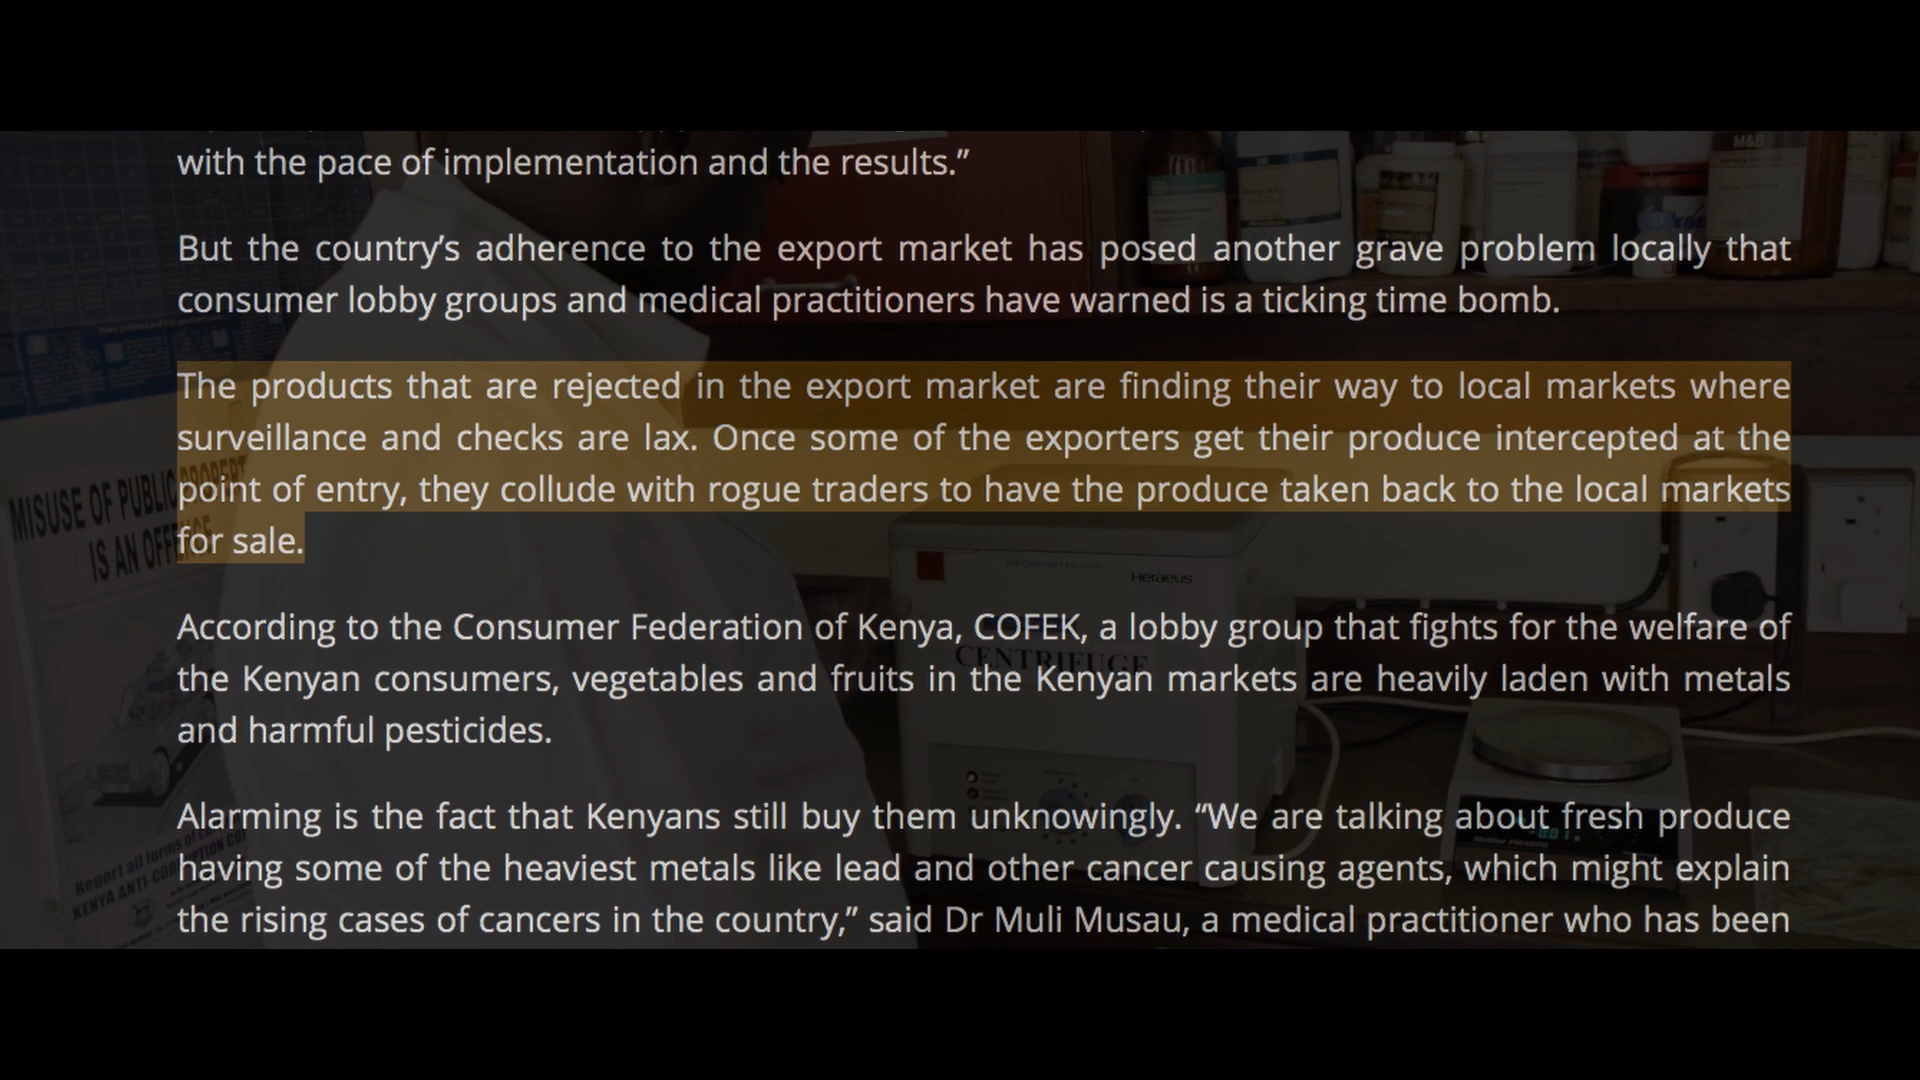 with the pace of implementation and the results.”
But the country’s adherence to the export market has posed another grave problem locally that
consumer lobby groups and medical practitioners have warned is a ticking time bomb.
The products that are rejected in the export market are finding their way to local markets where
surveillance and checks are lax. Once some of the exporters get their produce intercepted at the
point of entry, they collude with rogue traders to have the produce taken back to the local markets
for sale.
According to the Consumer Federation of Kenya, COFEK, a lobby group that fights for the welfare of
the Kenyan consumers, vegetables and fruits in the Kenyan markets are heavily laden with metals
and harmful pesticides.
Alarming is the fact that Kenyans still buy them unknowingly. “We are talking about fresh produce
having some of the heaviest metals like lead and other cancer causing agents, which might explain
the rising cases of cancers in the country,” said Dr Muli Musau, a medical practitioner who has been
MISUSE OF PUBLIC PROPERT
IS AN OFFENCE
Report all forms of
KENYA ANTI-CORRUPTION CO
M&B
Heraeus
CENTRIFUGE